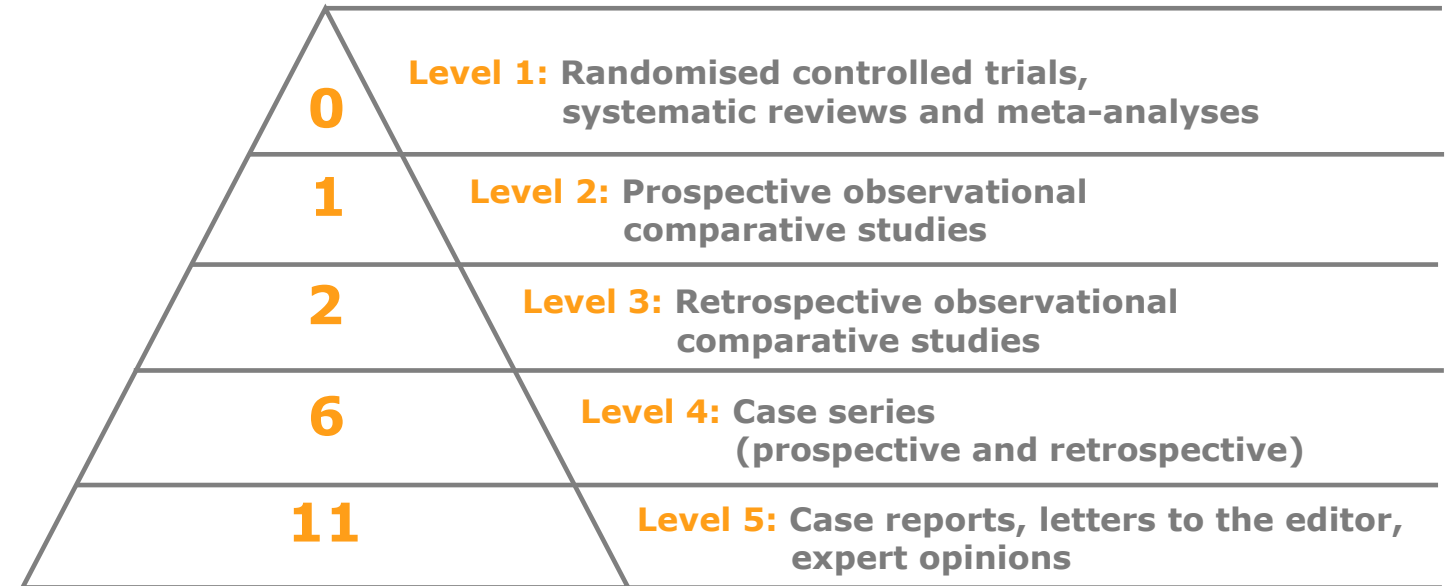 0
Level 1: Randomised controlled trials,
systematic reviews and meta-analyses
1
Level 2: Prospective observational
comparative studies
2
Level 3: Retrospective observational
comparative studies
6
Level 4: Case series
(prospective and retrospective)
11
Level 5: Case reports, letters to the editor,
expert opinions